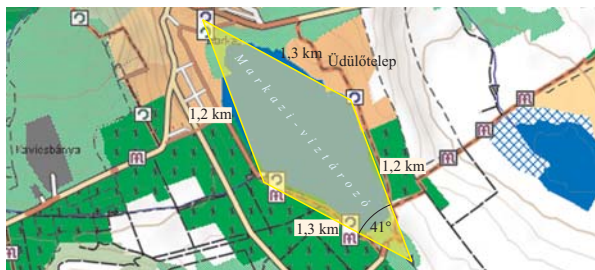 1,3 km
Üdülőtelep
Markazi-víztározó
1,2 km
Kavicsbánya
1,2 km
1,3 km
41°